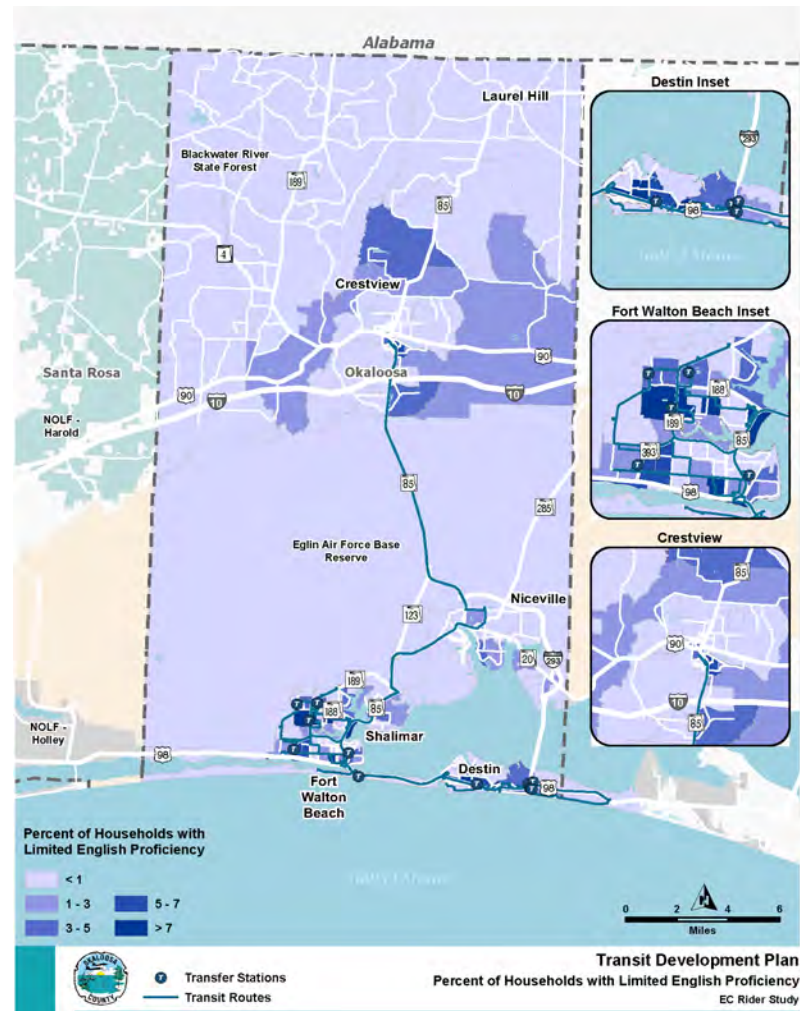 Alabama
Destin Inset
Laurel Hill
293
Blackwater River
State Forest
189
98
85
4
Crestview
Fort Walton Beach Inset
188
90
189
Santa Rosa
Okaloosa
85
90
10
10
393
NOLF -
Harold
98
Crestview
85
85
285
Eglin Air Force Base
Reserve
Niceville
90
123
20
293
10
189
85
188
85
NOLF -
Holley
Shalimar
98
Destin
98
Fort
Walton
Beach
Percent of Households with
Limited English Proficiency
< 1
1 - 3
5 - 7
3 - 5
> 7
N
0 2 4 6
Miles
OKALOOSA
COUNTY
T Transfer Stations
Transit Routes
Transit Development Plan
Percent of Households with Limited English Proficiency
EC Rider Study